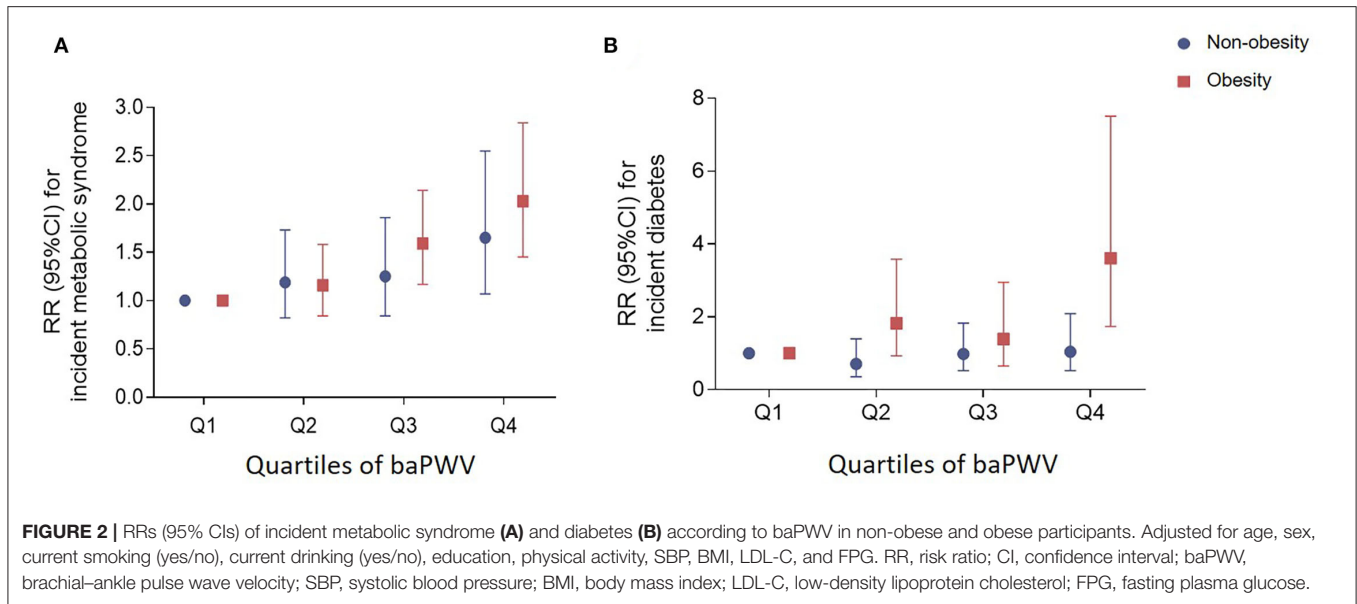 A
B
Non-obesity
Obesity
RR (95%CI) for
incident metabolic syndrome
3.0
2.5
2.0
1.5
1.0
0.5
0.0
Q1 Q2 Q3 Q4
Quartiles of baPWV
RR (95%CI) for
incident diabetes
8
6
4
2
0
Q1 Q2 Q3 Q4
Quartiles of baPWV
FIGURE 2 | RRs (95% CIs) of incident metabolic syndrome (A) and diabetes (B) according to baPWV in non-obese and obese participants. Adjusted for age, sex,
current smoking (yes/no), current drinking (yes/no), education, physical activity, SBP, BMI, LDL-C, and FPG. RR, risk ratio; CI, confidence interval; baPWV,
brachial–ankle pulse wave velocity; SBP, systolic blood pressure; BMI, body mass index; LDL-C, low-density lipoprotein cholesterol; FPG, fasting plasma glucose.